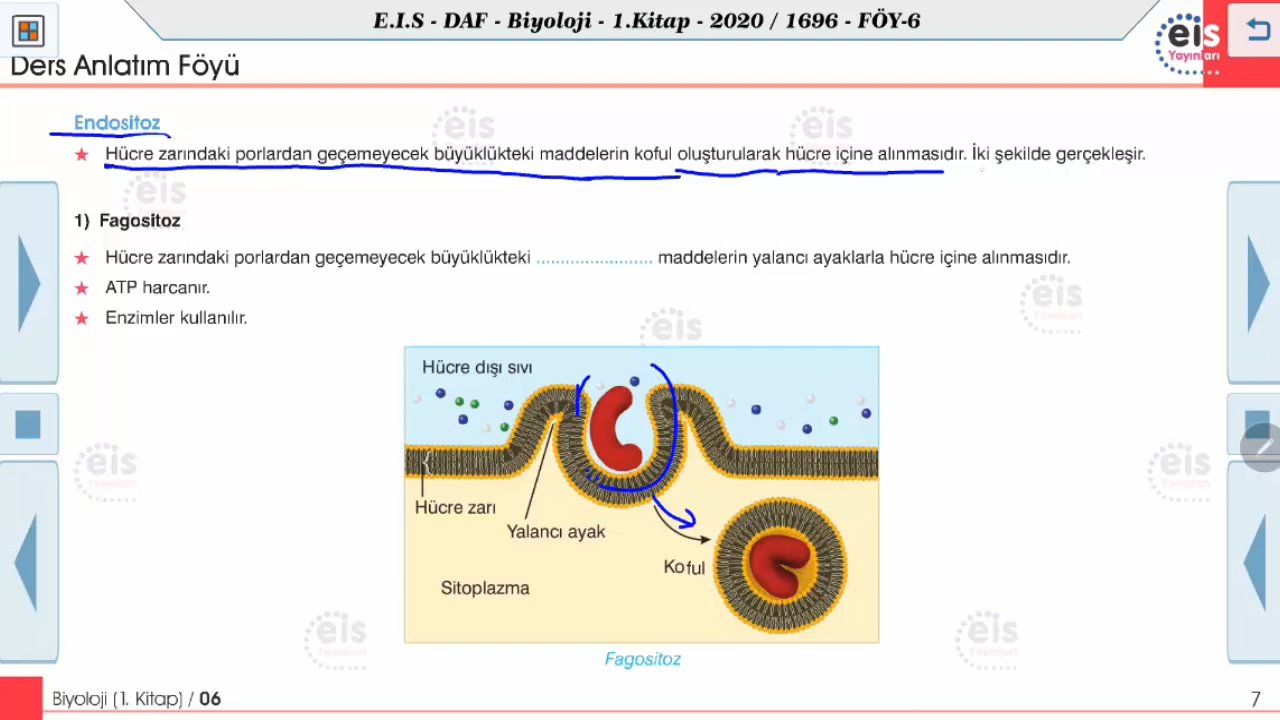 E.I.S - DAF - Biyoloji - 1.Kitap - 2020 / 1696 - FÖY-6
eis
Yayınları
Ders Anlatım Föyü
Endositoz
★ Hücre zarındaki porlardan geçemeyecek büyüklükteki maddelerin koful oluşturularak hücre içine alınmasıdır. İki şekilde gerçekleşir.
1) Fagositoz
★ Hücre zarındaki porlardan geçemeyecek büyüklükteki ........................ maddelerin yalancı ayaklarla hücre içine alınmasıdır.
★ ATP harcanır.
★ Enzimler kullanılır.
Hücre dışı sıvı
Hücre zarı
Yalancı ayak
Koful
Sitoplazma
Fagositoz
Biyoloji (1. Kitap) / 06
7